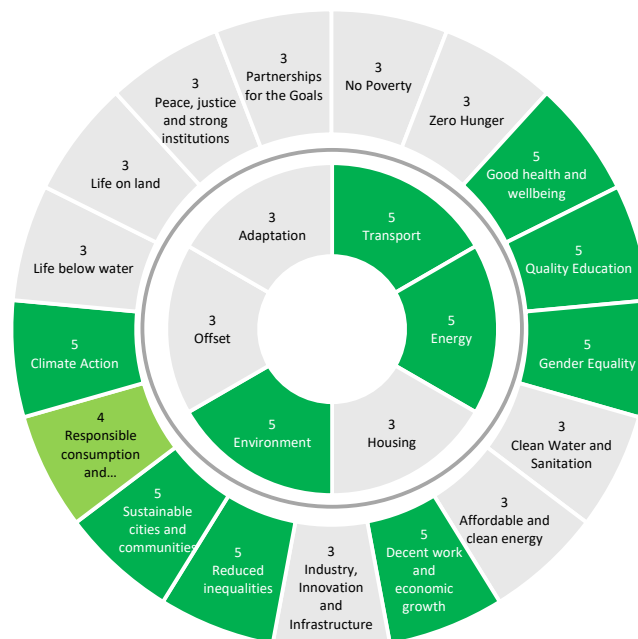 3
No Poverty
3
Zero Hunger
5
Good health and
wellbeing
5
Quality Education
5
Gender Equality
3
Clean Water and
Sanitation
3
Affordable and
clean energy
5
Decent work
and
economic
growth
3
Industry,
Innovation
and
Infrastructure
5
Reduced
inequalities
5
Sustainable
cities and
communities
4
Responsible
consumption
and...
5
Climate Action
3
Life below water
3
Life on land
3
Peace, justice
and strong
institutions
3
Partnerships
for the Goals
5
Transport
5
Energy
3
Housing
5
Environment
3
Offset
3
Adaptation